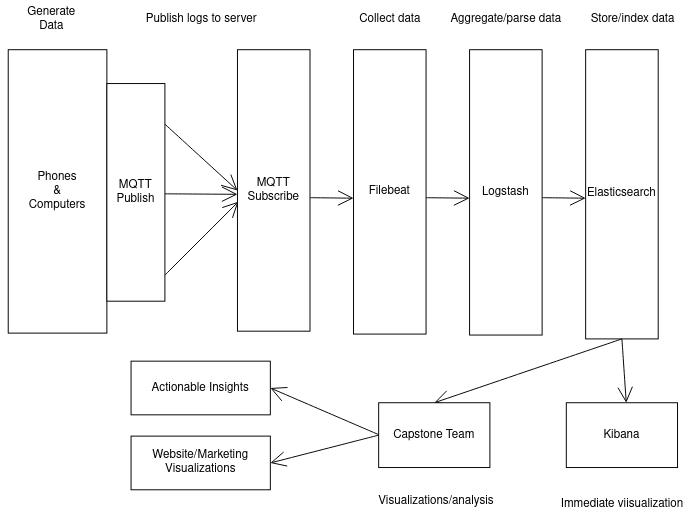 Generate
Data
Publish logs to server
Collect data
Aggregate/parse data
Store/index data
Phones
&
Computers
MQTT
Publish
MQTT
Subscribe
Filebeat
Logstash
Elasticsearch
Actionable Insights
Website/Marketing
Visualizations
Capstone Team
Kibana
Visualizations/analysis
Immediate viisualization